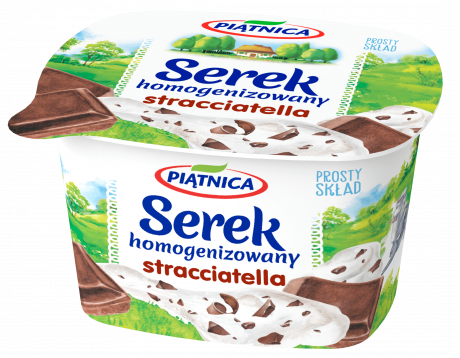 PIĄTNICA
PROSTY
SKŁAD
Serek
homogenizowany
stracciatella
PIĄTNICA
PROSTY
SKŁAD
Serek
homogenizowany
stracciatella